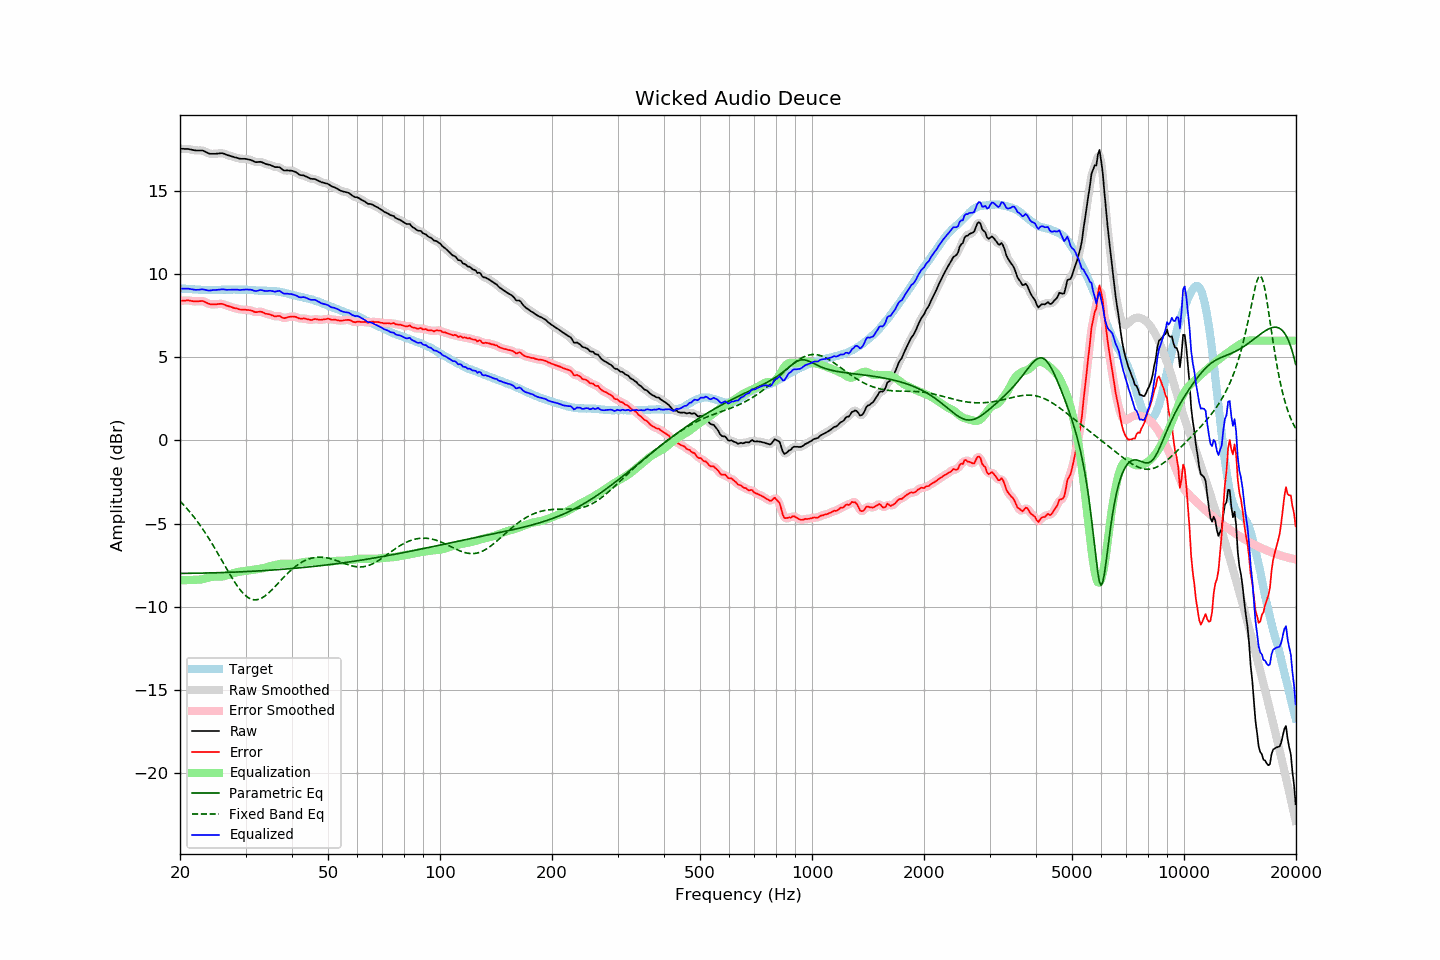 Wicked Audio Deuce
Amplitude (dBr)
15
10
5
0
−5
−10
−15
−20
Target
Raw Smoothed
Error Smoothed
Raw
Error
Equalization
Parametric Eq
Fixed Band Eq
Equalized
20 50 100 200 500 1000 2000 5000 10000 20000
Frequency (Hz)